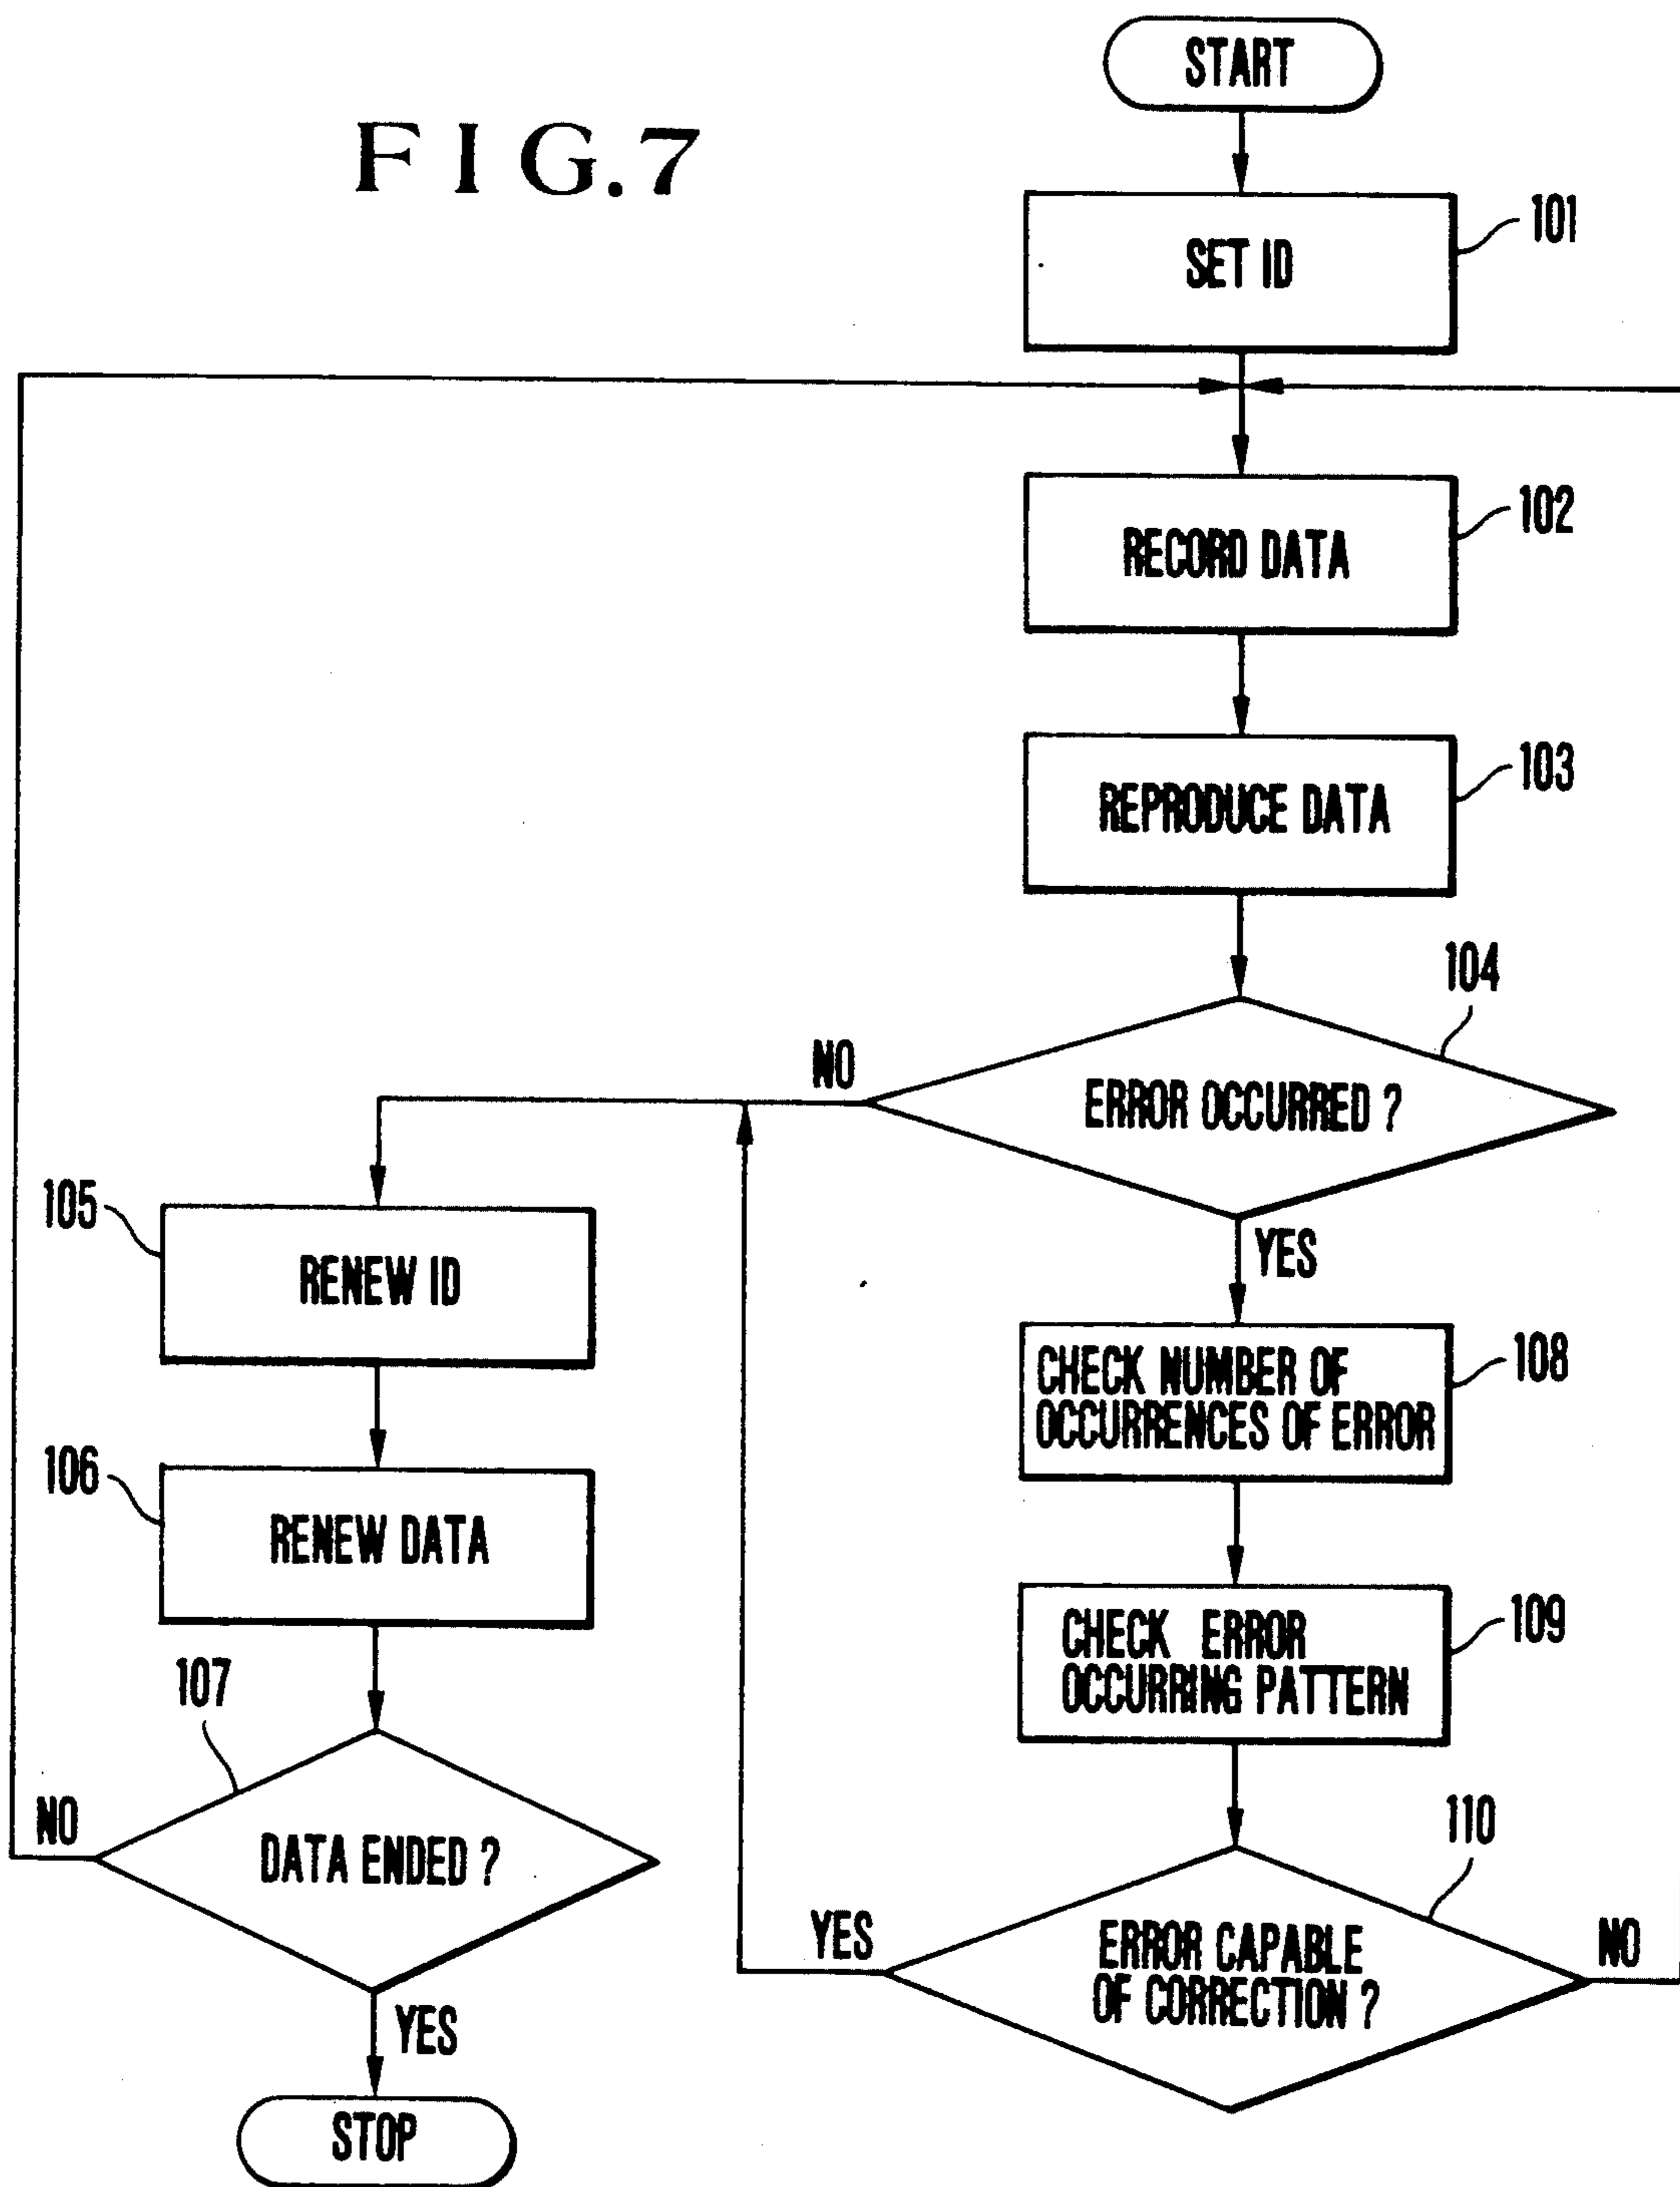 START
FIG.7
SET ID
101
RECORD DATA
102
REPRODUCE DATA
103
104
ERROR OCCURRED ?
NO
YES
105
RENEW ID
106
RENEW DATA
107
DATA ENDED ?
NO
YES
STOP
CHECK NUMBER OF
OCCURRENCES OF ERROR
108
CHECK ERROR
OCCURRING PATTERN
109
110
ERROR CAPABLE
OF CORRECTION ?
YES
NO